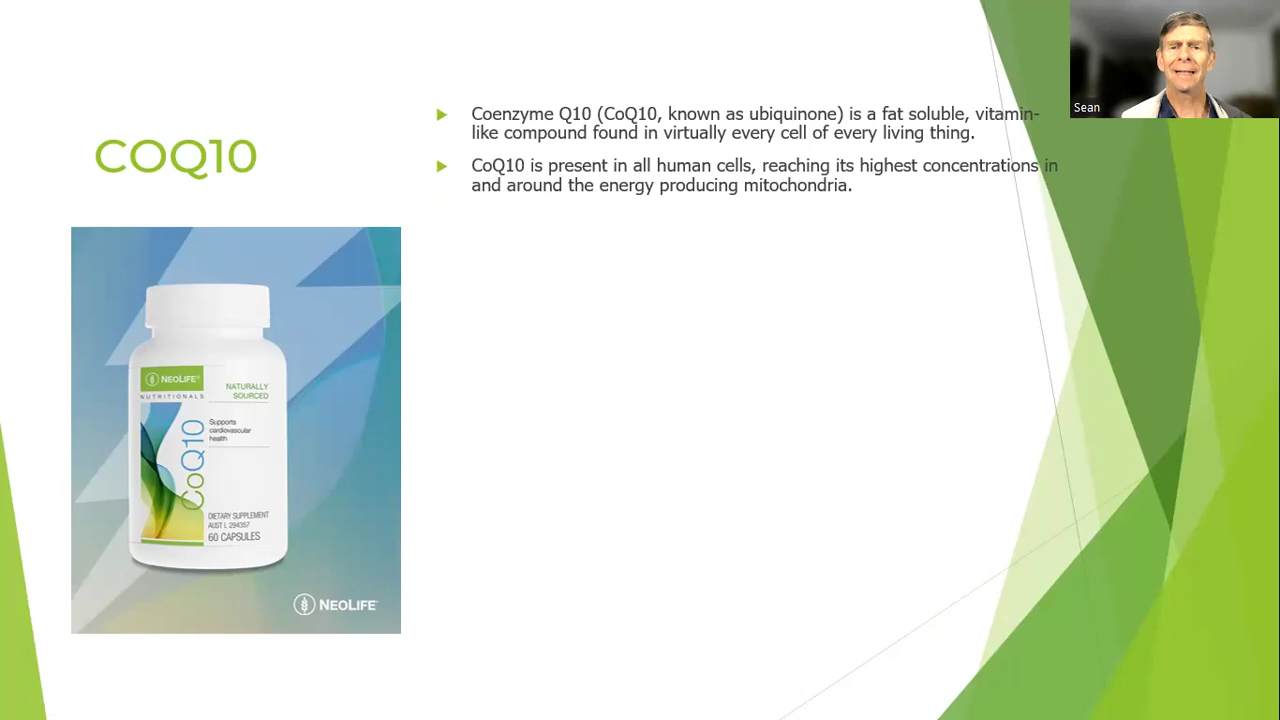 Sean
COQ10
Coenzyme Q10 (CoQ10, known as ubiquinone) is a fat soluble, vitamin-
like compound found in virtually every cell of every living thing.
CoQ10 is present in all human cells, reaching its highest concentrations in
and around the energy producing mitochondria.
NEOLIFE®
NUTRITIONALS
NATURALLY
SOURCED
Supports
cardiovascular
health
CoQ10
DIETARY SUPPLEMENT
AUST L 294357
60 CAPSULES
NEOLIFE